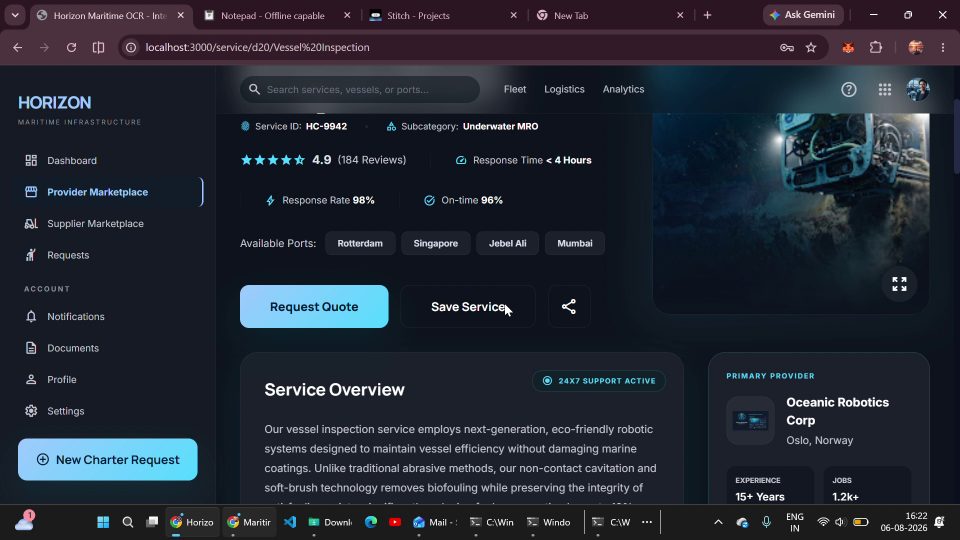 Horizon Maritime OCR - Inte
Notepad - Offline capable
Stitch - Projects
New Tab
Ask Gemini
localhost:3000/service/d20/Vessel%20Inspection
HORIZON
MARITIME INFRASTRUCTURE
Search services, vessels, or ports...
Fleet
Logistics
Analytics
Dashboard
Provider Marketplace
Supplier Marketplace
Requests
ACCOUNT
Notifications
Documents
Profile
Settings
New Charter Request
Service ID: HC-9942
Subcategory: Underwater MRO
4.9 (184 Reviews)
Response Time < 4 Hours
Response Rate 98%
On-time 96%
Available Ports: Rotterdam Singapore Jebel Ali Mumbai
Request Quote
Save Service
Service Overview
24X7 SUPPORT ACTIVE
Our vessel inspection service employs next-generation, eco-friendly robotic
systems designed to maintain vessel efficiency without damaging marine
coatings. Unlike traditional abrasive methods, our non-contact cavitation and
soft-brush technology removes biofouling while preserving the integrity of
PRIMARY PROVIDER
Oceanic Robotics
Corp
Oslo, Norway
EXPERIENCE
15+ Years
JOBS
1.2k+
1
Horizo
Maritir
Downl
Mail - S
C:\Win
Windo
C:\W
ENG
IN
16:22
06-08-2026